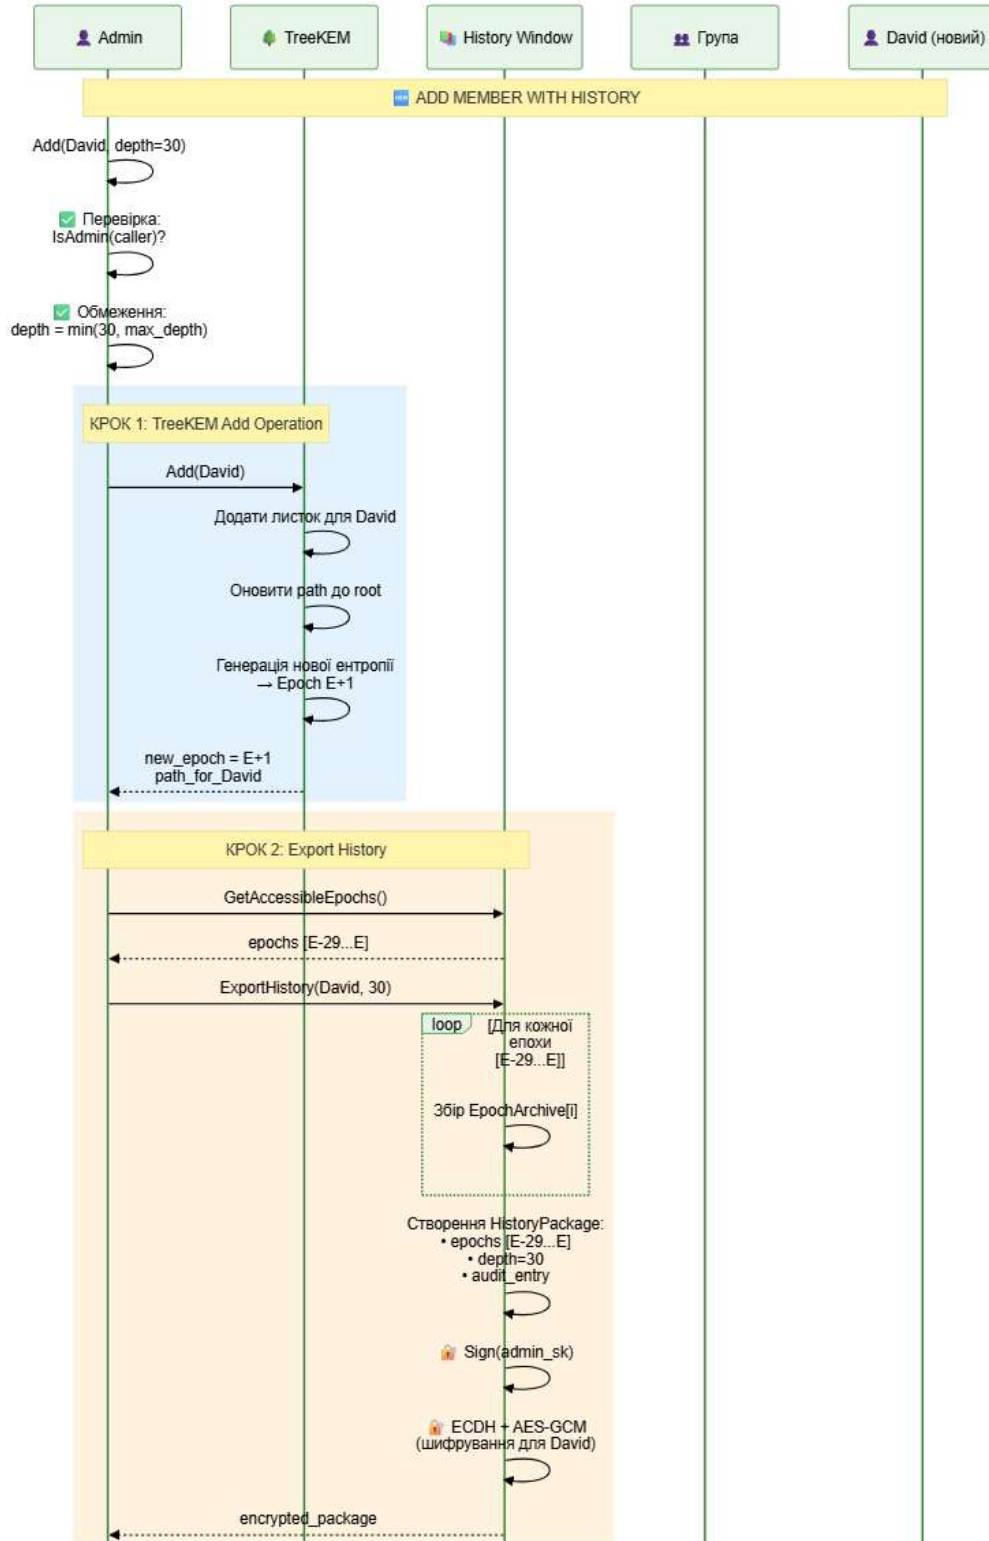 Admin
TreeKEM
History Window
Група
David (новий)
ADD MEMBER WITH HISTORY
Add(David, depth=30)
Перевірка:
IsAdmin(caller)?
Обмеження:
depth = min(30, max_depth)
КРОК 1: TreeKEM Add Operation
Add(David)
Додати листок для David
Оновити path до root
Генерація нової ентропії
→ Epoch E+1
new_epoch = E+1
path_for_David
КРОК 2: Export History
GetAccessibleEpochs()
epochs [E-29...E]
ExportHistory(David, 30)
loop
[Для кожної
епохи
[E-29...E]]
Збір EpochArchive[i]
Створення HistoryPackage:
• epochs [E-29...E]
• depth=30
• audit_entry
Sign(admin_sk)
ECDH + AES-GCM
(шифрування для David)
encrypted_package